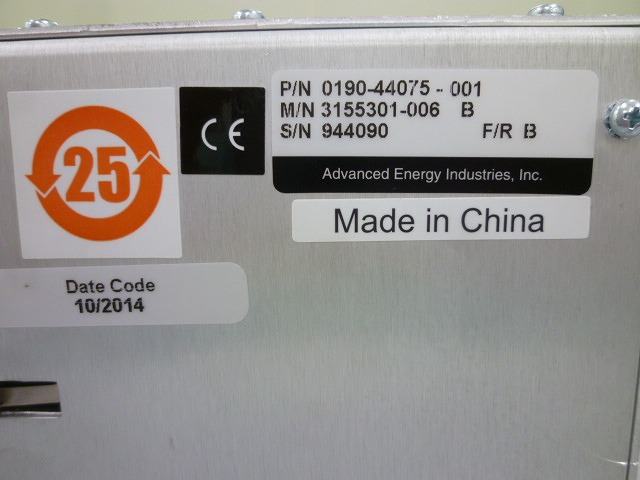 P/N 0190-44075-001
M/N 3155301-006 B
S/N 944090 F/R B
Advanced Energy Industries, Inc.
Made in China
CE
25
Date Code
10/2014